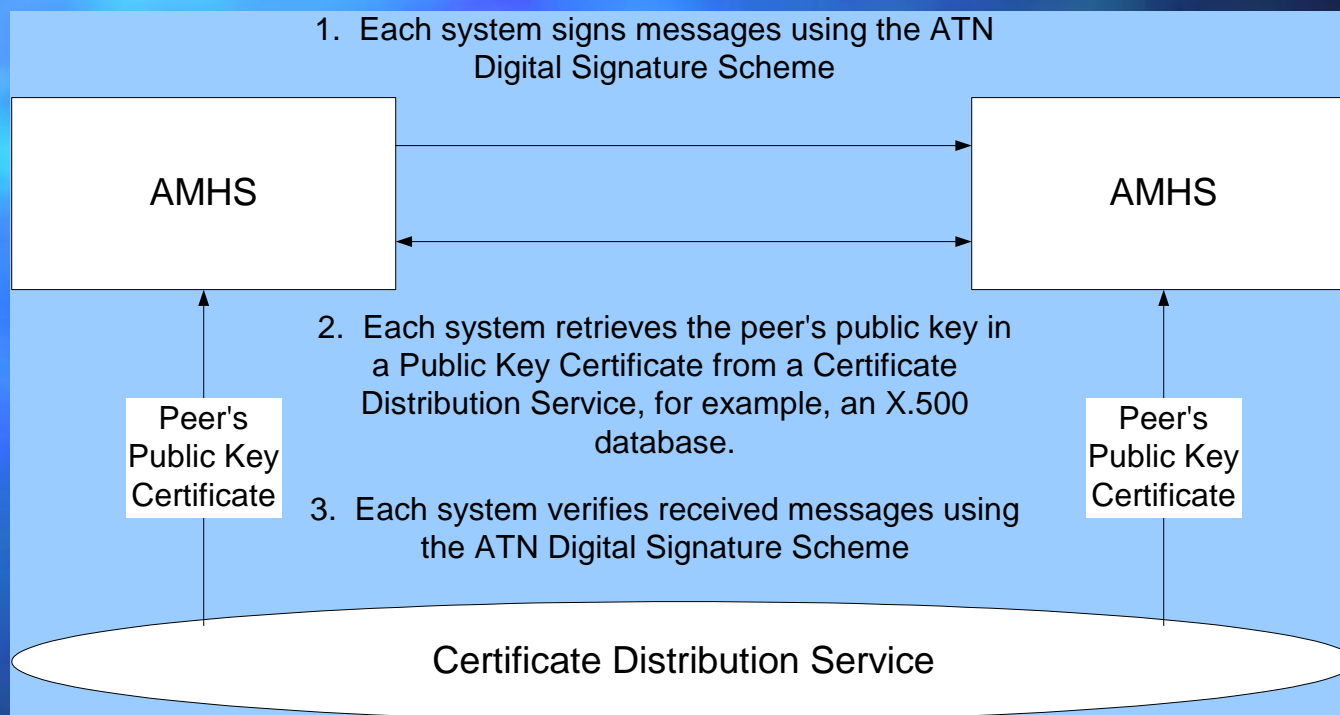 1.  Each system signs messages using the ATN
Digital Signature Scheme
AMHS
AMHS
2.  Each system retrieves the peer's public key in
a Public Key Certificate from a Certificate
Distribution Service, for example, an X.500
database.
Peer's
Public Key
Certificate
Peer's
Public Key
Certificate
3.  Each system verifies received messages using
the ATN Digital Signature Scheme
Certificate Distribution Service